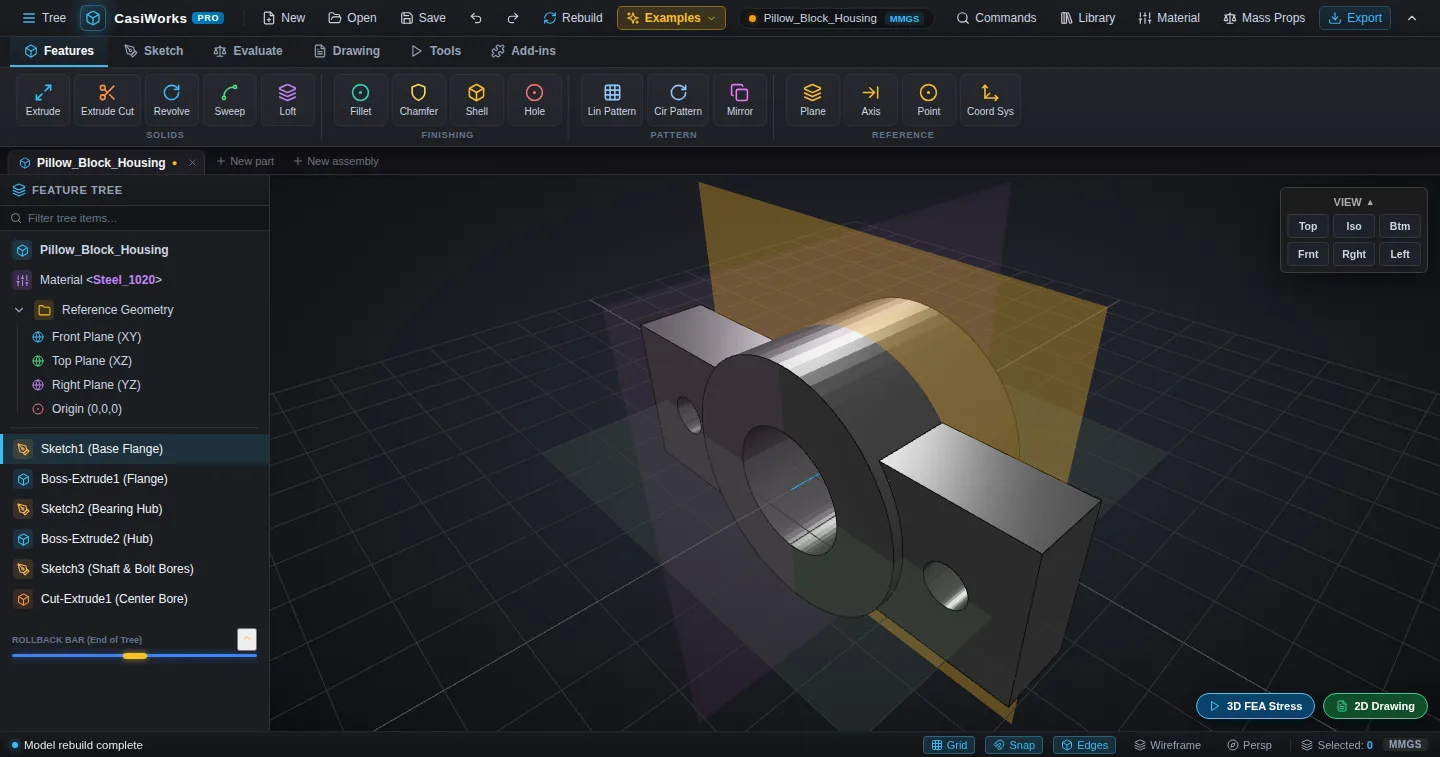 Tree CasiWorks PRO New Open Save Rebuild Examples Pillow_Block_Housing MMGS Commands Library Material Mass Props Export
Features Sketch Evaluate Drawing Tools Add-ins
Extrude Extrude Cut Revolve Sweep Loft Fillet Chamfer Shell Hole Lin Pattern Cir Pattern Mirror Plane Axis Point Coord Sys
SOLIDS FINISHING PATTERN REFERENCE
Pillow_Block_Housing New part New assembly
FEATURE TREE
Filter tree items...
Pillow_Block_Housing
Material <Steel_1020>
Reference Geometry
Front Plane (XY)
Top Plane (XZ)
Right Plane (YZ)
Origin (0,0,0)
Sketch1 (Base Flange)
Boss-Extrude1 (Flange)
Sketch2 (Bearing Hub)
Boss-Extrude2 (Hub)
Sketch3 (Shaft & Bolt Bores)
Cut-Extrude1 (Center Bore)
ROLLBACK BAR (End of Tree)
VIEW ▲
Top Iso Btm
Frnt Rght Left
3D FEA Stress 2D Drawing
Model rebuild complete Grid Snap Edges Wireframe Persp Selected: 0 MMGS